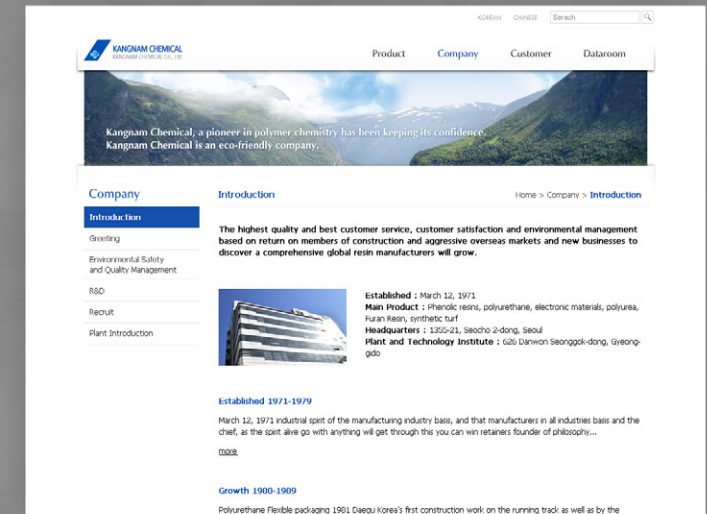 KOREAN CHINESE Serach
KANGNAM CHEMICAL
KANGNAM CHEMICAL Co., Ltd
Product Company Customer Dataroom
Kangnam Chemical, a pioneer in polymer chemistry has been keeping its confidence.
Kangnam Chemical is an eco-friendly company.
Company
Introduction
Greeting
Environmental Safety
and Quality Management
R&D
Recruit
Plant Introduction
Introduction
Home > Company > Introduction
The highest quality and best customer service, customer satisfaction and environmental management
based on return on members of construction and aggressive overseas markets and new businesses to
discover a comprehensive global resin manufacturers will grow.
Established : March 12, 1971
Main Product : Phenolic resins, polyurethane, electronic materials, polyurea,
Furan Resin, synthetic turf
Headquarters : 1355-21, Seocho 2-dong, Seoul
Plant and Technology Institute : 626 Danwon Seonggok-dong, Gyeong-
gido
Established 1971-1979
March 12, 1971 industrial spirit of the manufacturing industry basis, and that manufacturers in all industries basis and the
chief, as the spirit alive go with anything will get through this you can win retainers founder of philosophy...
more
Growth 1980-1989
Polyurethane Flexible packaging 1981 Daegu Korea's first construction work on the running track as well as by the